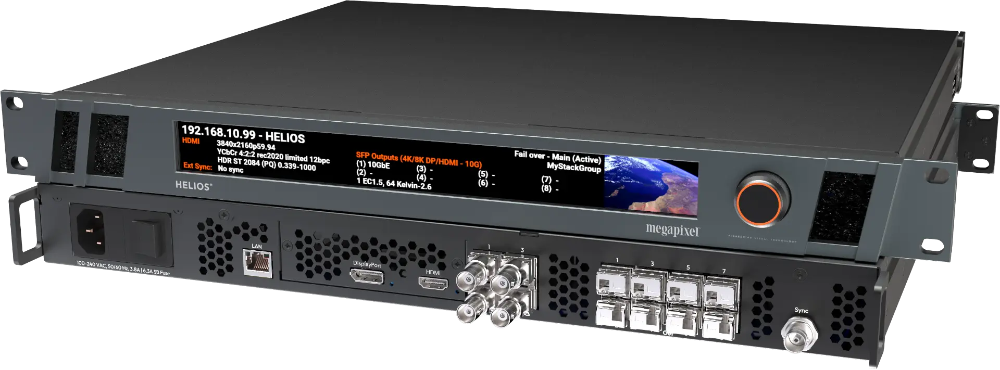 192.168.10.99 - HELIOS
HDMI 3840x2160p59.94
YCbCr 4:2:2 rec2020 limited 12bpc
HDR ST 2084 (PQ) 0.339-1000
Ext Sync: No sync
SFP Outputs (4K/8K DP/HDMI - 10G)
(1) 10GbE (3) - (5) - (7) -
(2) - (4) - (6) - (8) -
1 EC1.5, 64 Kelvin-2.6
Fail over - Main (Active)
MyStackGroup
HELIOS®
megapixel
PIONEERING VISUAL TECHNOLOGY
100-240 VAC, 50/60 Hz, 3.8A | 6.3A SB Fuse
LAN
DisplayPort
HDMI
1 3
1 3 5 7
OUT
Sync